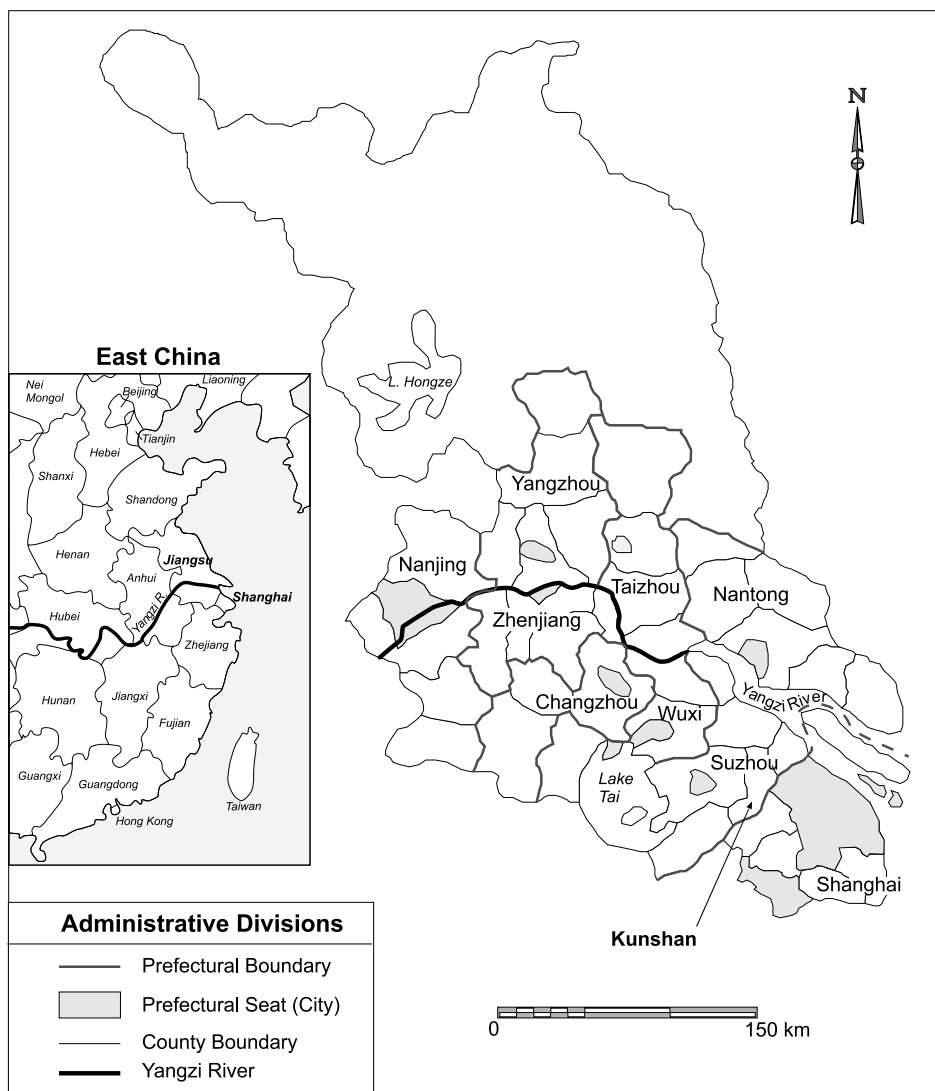 N
L. Hongze
East China
Nei
Mongol
Beijing
Liaoning
Tianjin
Hebei
Shanxi
Shandong
Henan
Jiangsu
Anhui
Shanghai
Hubei
Yangzi R.
Zhejiang
Hunan
Jiangxi
Fujian
Guangxi
Guangdong
Hong Kong
Taiwan
Yangzhou
Nanjing
Taizhou
Nantong
Zhenjiang
Changzhou
Yangzi River
Wuxi
Suzhou
Lake
Tai
Shanghai
Kunshan
Administrative Divisions
Prefectural Boundary
Prefectural Seat (City)
County Boundary
Yangzi River
0
150 km